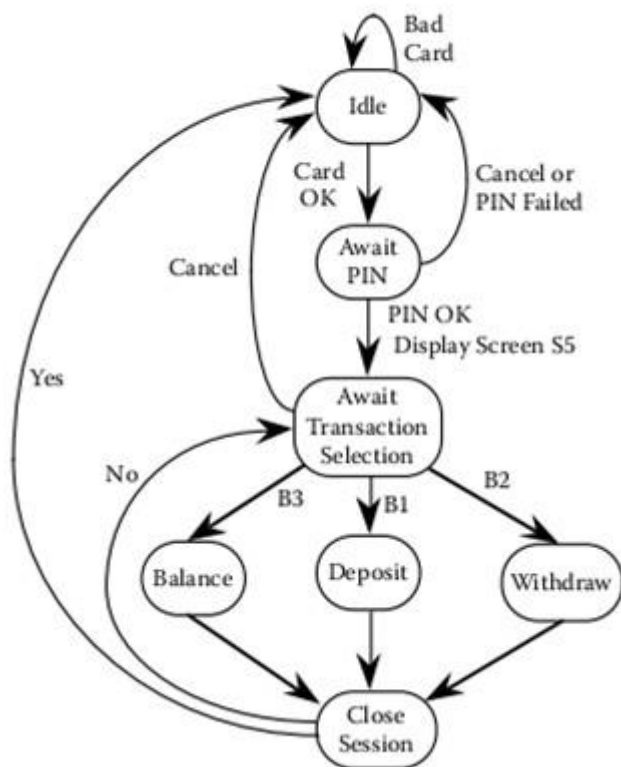 Bad
Card
Idle
Card
OK
Cancel or
PIN Failed
Await
PIN
Cancel
PIN OK
Display Screen S5
Yes
Await
Transaction
Selection
No
B3
B1
B2
Balance
Deposit
Withdraw
Close
Session